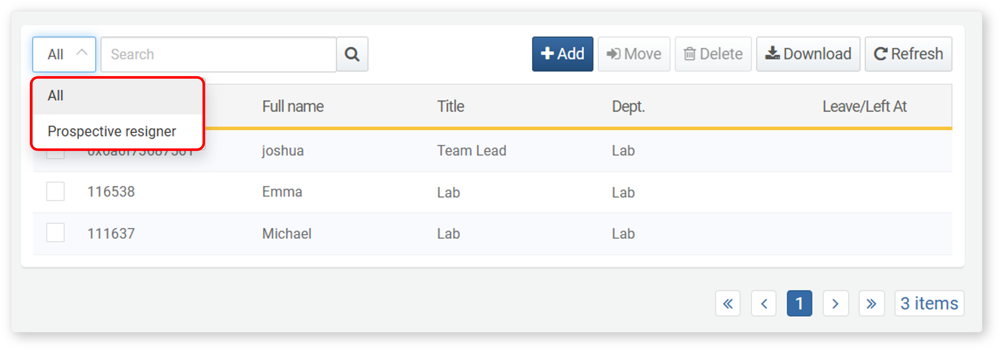 All Search Add Move Delete Download Refresh
All
Full name Title Dept. Leave/Left At
Prospective resigner
joshua Team Lead Lab
116538 Emma Lab Lab
111637 Michael Lab Lab
« ‹ 1 › » 3 items